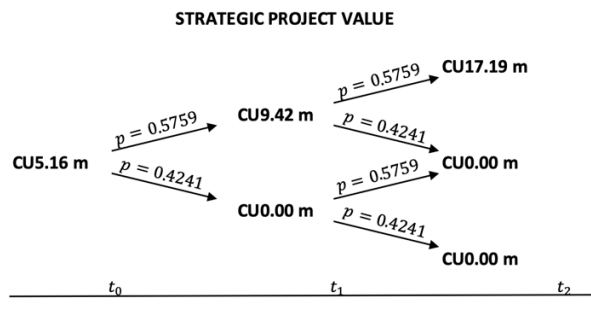 STRATEGIC PROJECT VALUE
CU17.19 m
p = 0.5759
CU9.42 m
p = 0.5759
p = 0.4241
CU5.16 m
CU0.00 m
p = 0.4241
p = 0.5759
CU0.00 m
p = 0.4241
CU0.00 m
t₀ t₁ t₂